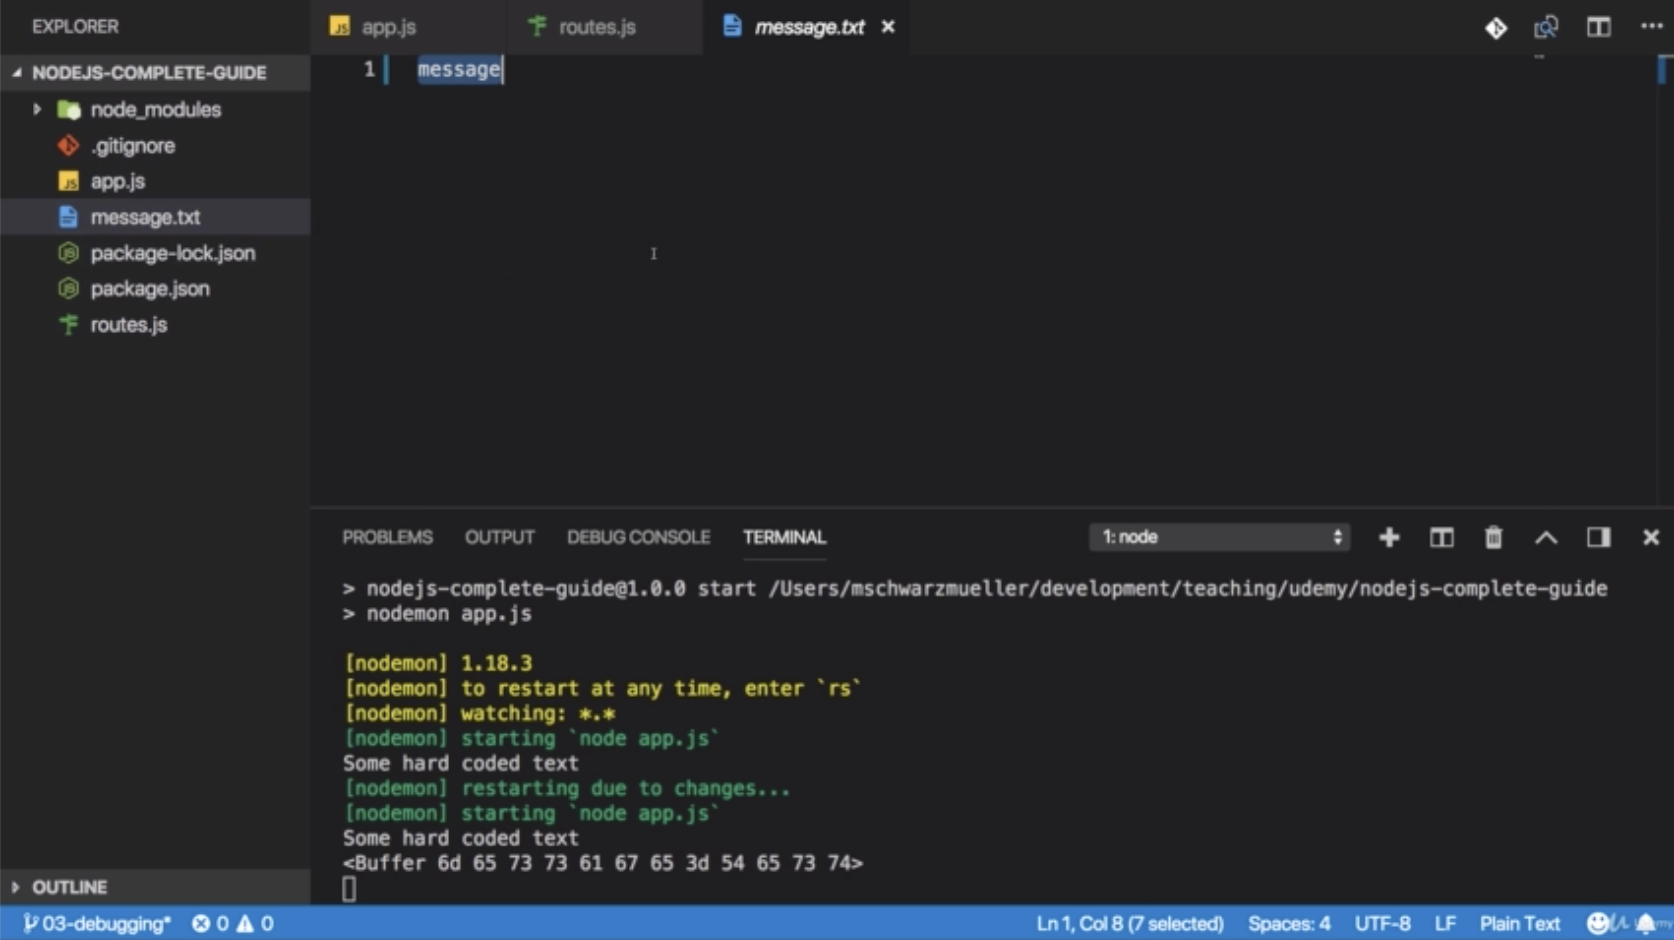 EXPLORER
NODEJS-COMPLETE-GUIDE
node_modules
.gitignore
app.js
message.txt
package-lock.json
package.json
routes.js
OUTLINE
app.js
routes.js
message.txt
1 message
PROBLEMS OUTPUT DEBUG CONSOLE TERMINAL 1: node
> nodejs-complete-guide@1.0.0 start /Users/mschwarzmueller/development/teaching/udemy/nodejs-complete-guide
> nodemon app.js
[nodemon] 1.18.3
[nodemon] to restart at any time, enter `rs`
[nodemon] watching: *.*
[nodemon] starting `node app.js`
Some hard coded text
[nodemon] restarting due to changes...
[nodemon] starting `node app.js`
Some hard coded text
<Buffer 6d 65 73 73 61 67 65 3d 54 65 73 74>
03-debugging* 0 0 Ln 1, Col 8 (7 selected) Spaces: 4 UTF-8 LF Plain Text